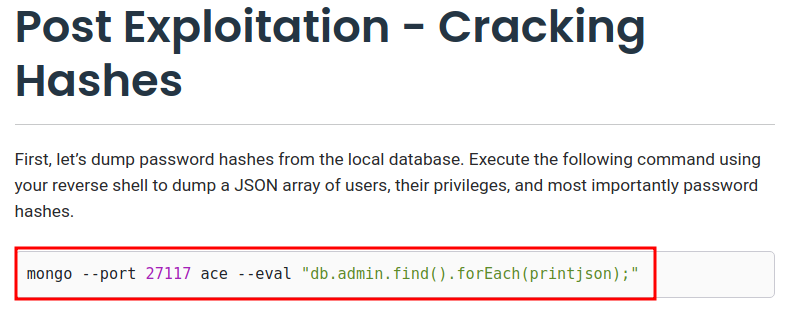 Post Exploitation - Cracking
Hashes
First, let’s dump password hashes from the local database. Execute the following command using
your reverse shell to dump a JSON array of users, their privileges, and most importantly password
hashes.
mongo --port 27117 ace --eval "db.admin.find().forEach(printjson);"